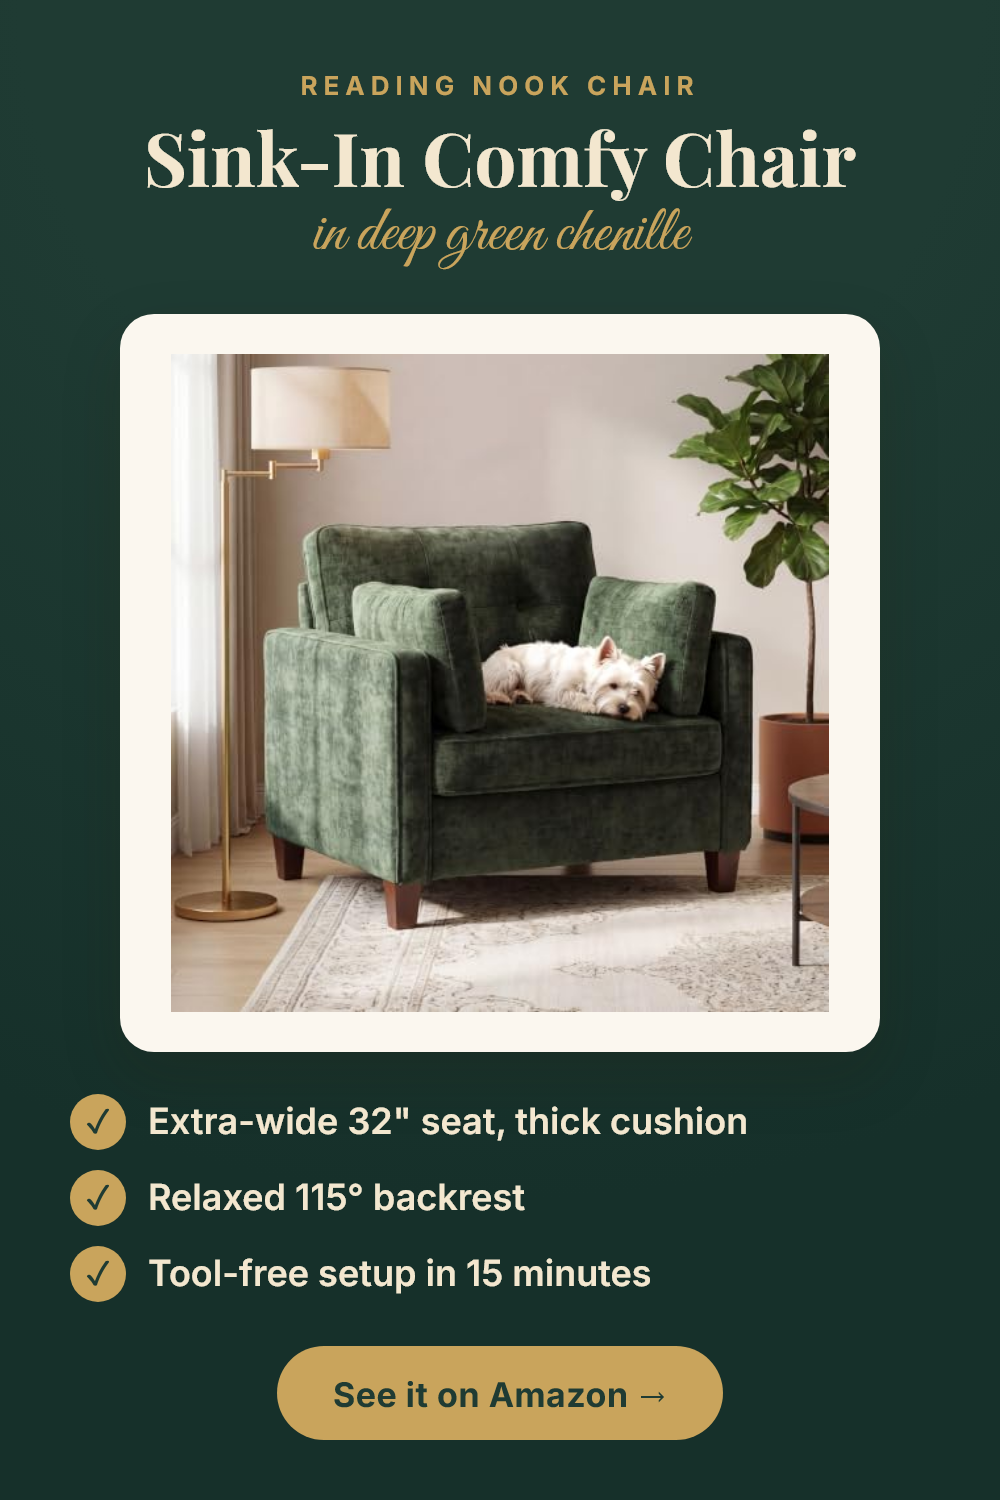 READING NOOK CHAIR
Sink-In Comfy Chair
in deep green chenille
✓ Extra-wide 32" seat, thick cushion
✓ Relaxed 115° backrest
✓ Tool-free setup in 15 minutes
See it on Amazon →